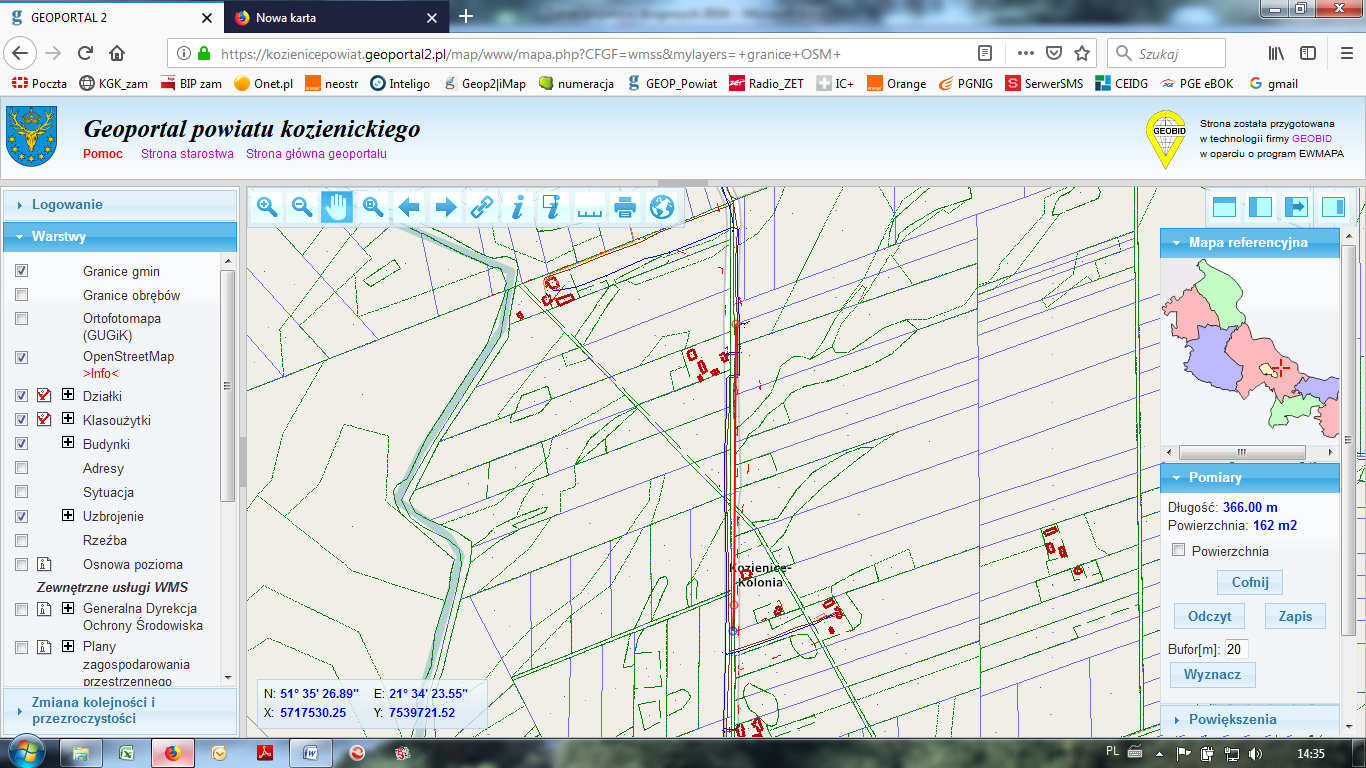 GEOPORTAL 2
Nowa karta
https://kozienicepowiat.geoportal2.pl/map/www/mapa.php?CFGF=wmss&mylayers=+granice+OSM+
Szukaj
Poczta KGK_zam BIP zam Onet.pl neostr Inteligo Geop2|iMap numeracja GEOP_Powiat Radio_ZET IC+ Orange PGNIG SerwerSMS CEIDG PGE eBOK gmail
Geoportal powiatu kozienickiego
Pomoc Strona starostwa Strona główna geoportalu
GEOBID
Strona została przygotowana
w technologii firmy GEOBID
w oparciu o program EWMAPA
Logowanie
Warstwy
Granice gmin
Granice obrębów
Ortofotomapa
(GUGiK)
OpenStreetMap
>Info<
Działki
Klasoużytki
Budynki
Adresy
Sytuacja
Uzbrojenie
Rzeźba
Osnowa pozioma
Zewnętrzne usługi WMS
Generalna Dyrekcja
Ochrony Środowiska
Plany
zagospodarowania
przestrzennego
Zmiana kolejności i
przezroczystości
Kozienice-
Kolonia
N: 51° 35' 26.89" E: 21° 34' 23.55"
X: 5717530.25 Y: 7539721.52
Mapa referencyjna
Pomiary
Długość: 366.00 m
Powierzchnia: 162 m2
Powierzchnia
Cofnij
Odczyt Zapis
Bufor[m]: 20
Wyznacz
Powiększenia
PL
14:35